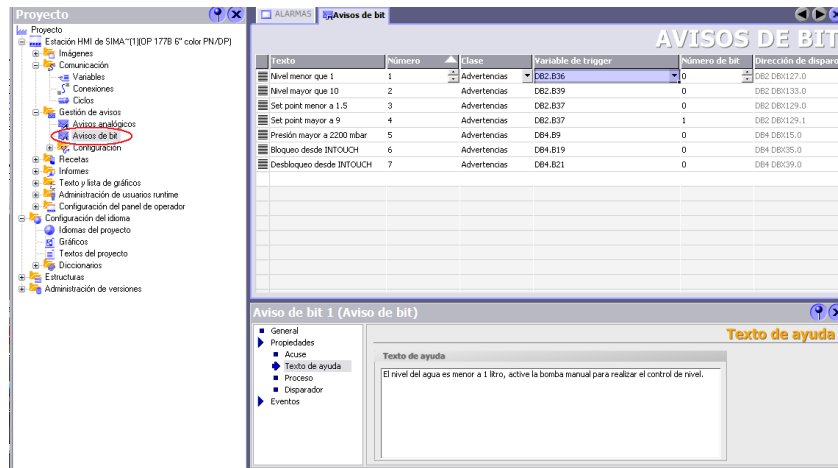 Proyecto
Proyecto
Estación HMI de SIMA~(1)(OP 177B 6" color PN/DP)
Imágenes
Comunicación
Variables
Conexiones
Ciclos
Gestión de avisos
Avisos analógicos
Avisos de bit
Configuración
Recetas
Informes
Texto y lista de gráficos
Administración de usuarios runtime
Configuración del panel de operador
Configuración del idioma
Idiomas del proyecto
Gráficos
Textos del proyecto
Diccionarios
Estructuras
Administración de versiones
ALARMAS Avisos de bit
AVISOS DE BIT
Texto Número Clase Variable de trigger Número de bit Dirección de disparo
Nivel menor que 1 1 Advertencias DB2.B36 0 DB2 DBX127.0
Nivel mayor que 10 2 Advertencias DB2.B39 0 DB2 DBX133.0
Set point menor a 1.5 3 Advertencias DB2.B37 0 DB2 DBX129.0
Set point mayor a 9 4 Advertencias DB2.B37 1 DB2 DBX129.1
Presión mayor a 2200 mbar 5 Advertencias DB4.B9 0 DB4 DBX15.0
Bloqueo desde INTOUCH 6 Advertencias DB4.B19 0 DB4 DBX35.0
Desbloqueo desde INTOUCH 7 Advertencias DB4.B21 0 DB4 DBX39.0
Aviso de bit 1 (Aviso de bit)
General
Propiedades
Acuse
Texto de ayuda
Proceso
Disparador
Eventos
Texto de ayuda
Texto de ayuda
El nivel del agua es menor a 1 litro, active la bomba manual para realizar el control de nivel.